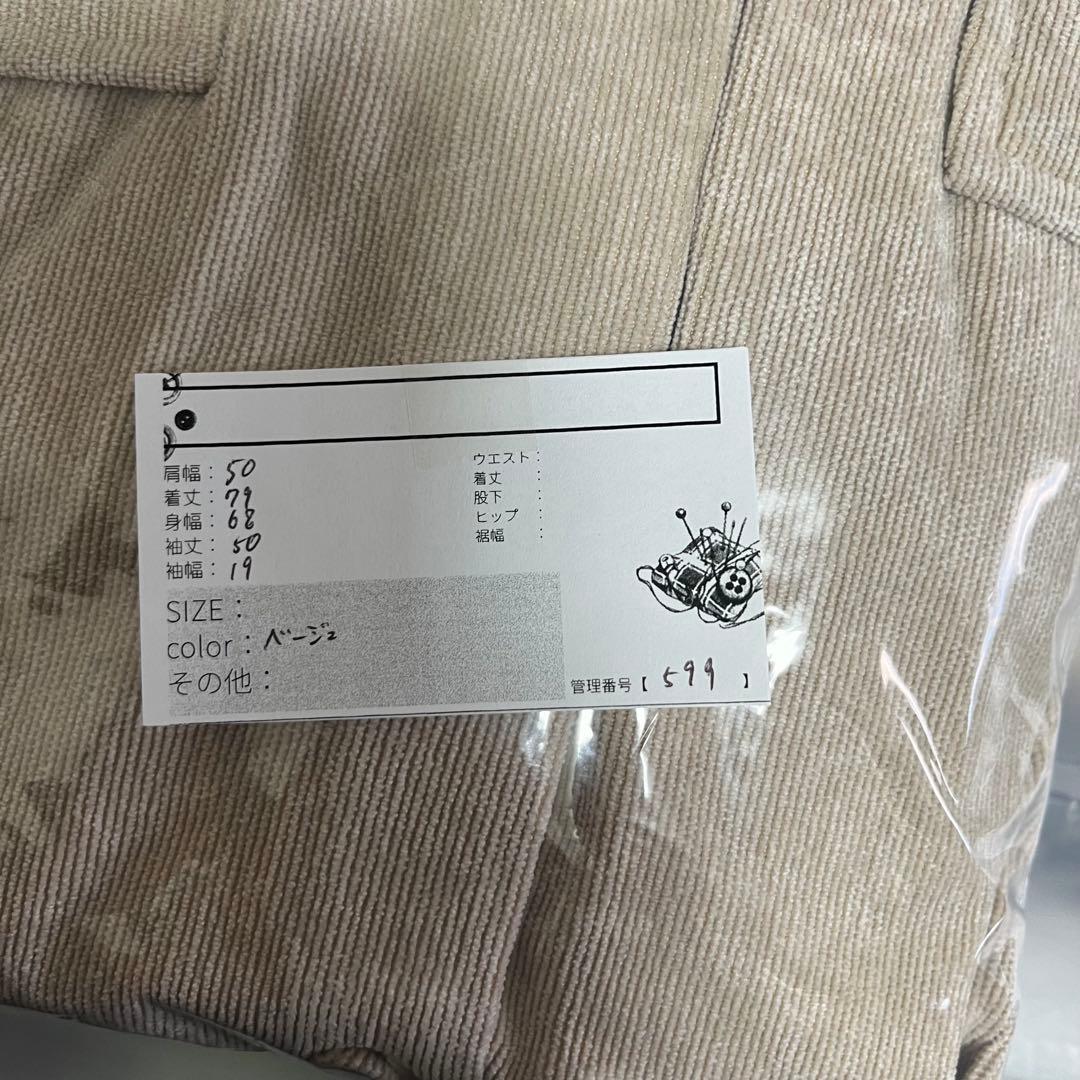 肩幅：50
着丈：79
身幅：68
袖丈：50
袖幅：19
ウエスト：
着丈：
股下：
ヒップ：
裾幅：
SIZE：
color：ベージュ
その他：
管理番号【 599 】